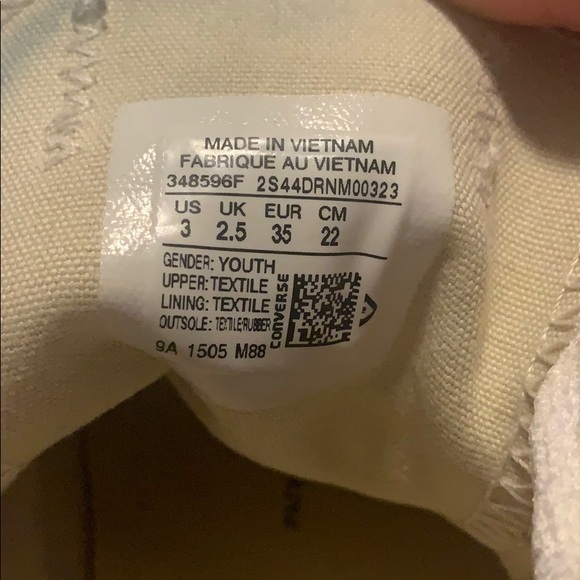 MADE IN VIETNAM
FABRIQUE AU VIETNAM
348596F 2S44DRNM00323
US UK EUR CM
3 2.5 35 22
GENDER: YOUTH
UPPER: TEXTILE
LINING: TEXTILE
OUTSOLE: TEXTILE/RUBBER
CONVERSE
9A 1505 M88